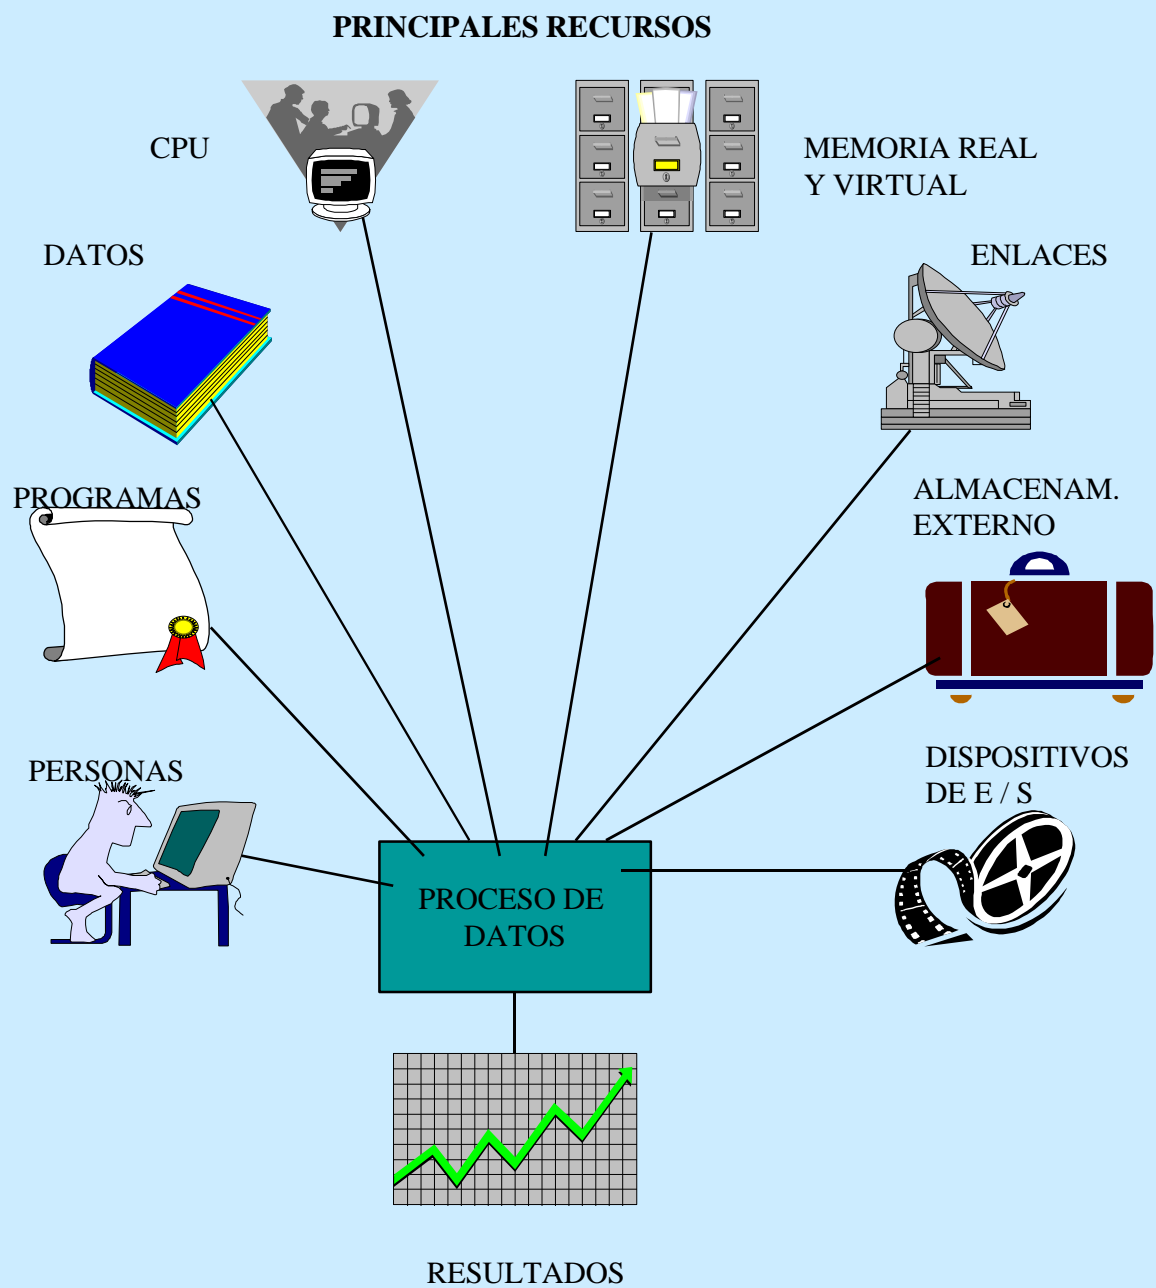 PRINCIPALES RECURSOS
CPU
MEMORIA REAL
Y VIRTUAL
DATOS
ENLACES
PROGRAMAS
ALMACENAM.
EXTERNO
PERSONAS
DISPOSITIVOS
DE E / S
PROCESO DE
DATOS
RESULTADOS